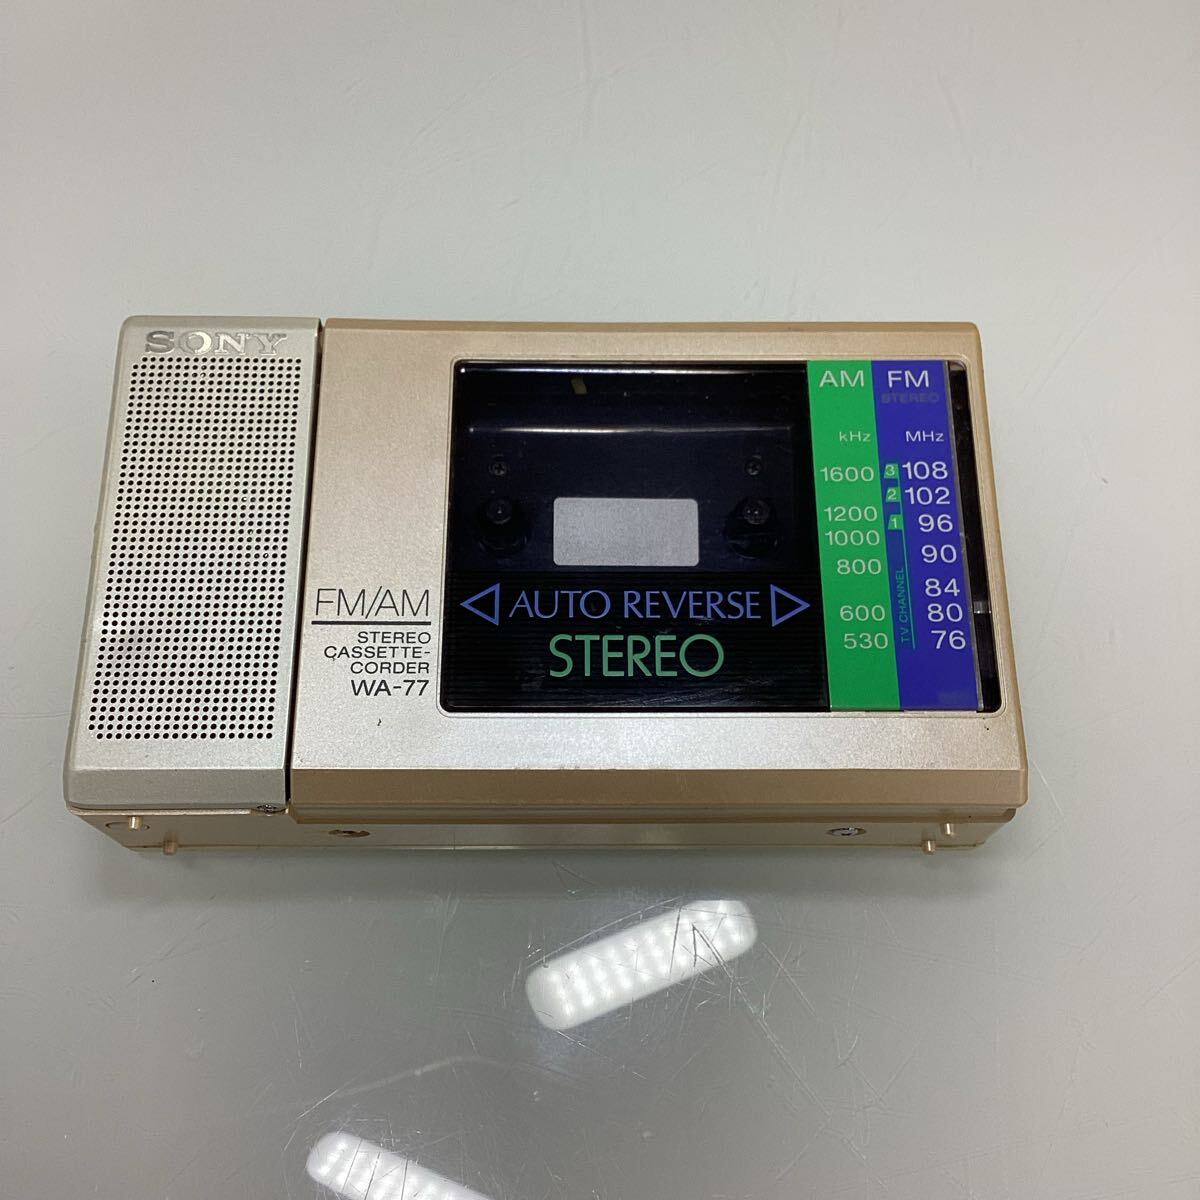 SONY
FM/AM
STEREO
CASSETTE-
CORDER
WA-77
AUTO REVERSE
STEREO
AM FM
STEREO
kHz MHz
1600 3 108
2 102
1200 1 96
1000
800 90
84
600 80
530 76
TV CHANNEL